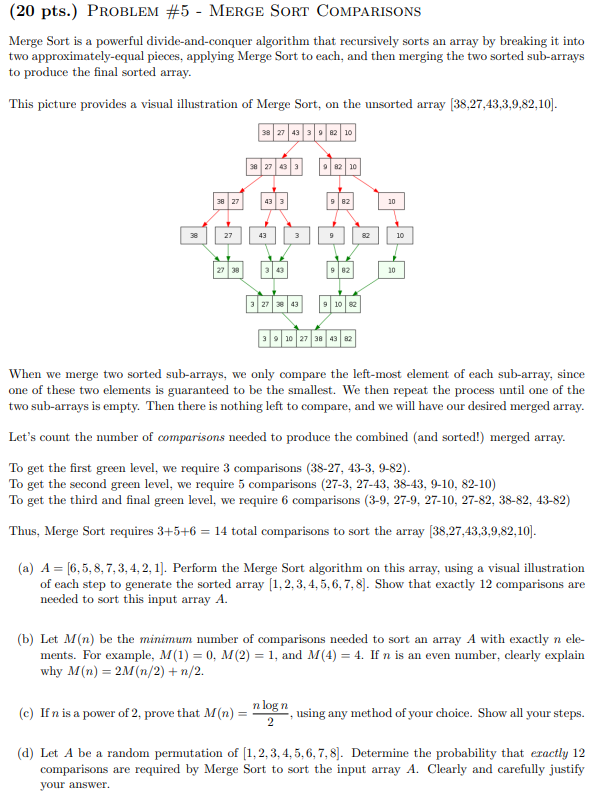 (20 pts.) PROBLEM #5 - MERGE SORT COMPARISONS
Merge Sort is a powerful divide-and-conquer algorithm that recursively sorts an array by breaking it into
two approximately-equal pieces, applying Merge Sort to each, and then merging the two sorted sub-arrays
to produce the final sorted array.
This picture provides a visual illustration of Merge Sort, on the unsorted array [38,27,43,3,9,82,10].
38 27 43 3 9 82 10
38 27 43 3 9 82 10
38 27 43 3 9 82 10
38 27 43 3 9 82 10
27 38 3 43 9 82 10
3 27 38 43 9 10 82
3 9 10 27 38 43 82
When we merge two sorted sub-arrays, we only compare the left-most element of each sub-array, since
one of these two elements is guaranteed to be the smallest. We then repeat the process until one of the
two sub-arrays is empty. Then there is nothing left to compare, and we will have our desired merged array.
Let's count the number of comparisons needed to produce the combined (and sorted!) merged array.
To get the first green level, we require 3 comparisons (38-27, 43-3, 9-82).
To get the second green level, we require 5 comparisons (27-3, 27-43, 38-43, 9-10, 82-10)
To get the third and final green level, we require 6 comparisons (3-9, 27-9, 27-10, 27-82, 38-82, 43-82)
Thus, Merge Sort requires 3+5+6 = 14 total comparisons to sort the array [38,27,43,3,9,82,10].
(a) A = [6, 5, 8, 7, 3, 4, 2, 1]. Perform the Merge Sort algorithm on this array, using a visual illustration
of each step to generate the sorted array [1, 2, 3, 4, 5, 6, 7, 8]. Show that exactly 12 comparisons are
needed to sort this input array A.
(b) Let M(n) be the minimum number of comparisons needed to sort an array A with exactly n ele-
ments. For example, M(1) = 0, M(2) = 1, and M(4) = 4. If n is an even number, clearly explain
why M(n) = 2M(n/2) + n/2.
(c) If n is a power of 2, prove that M(n) = n log n / 2, using any method of your choice. Show all your steps.
(d) Let A be a random permutation of [1, 2, 3, 4, 5, 6, 7, 8]. Determine the probability that exactly 12
comparisons are required by Merge Sort to sort the input array A. Clearly and carefully justify
your answer.